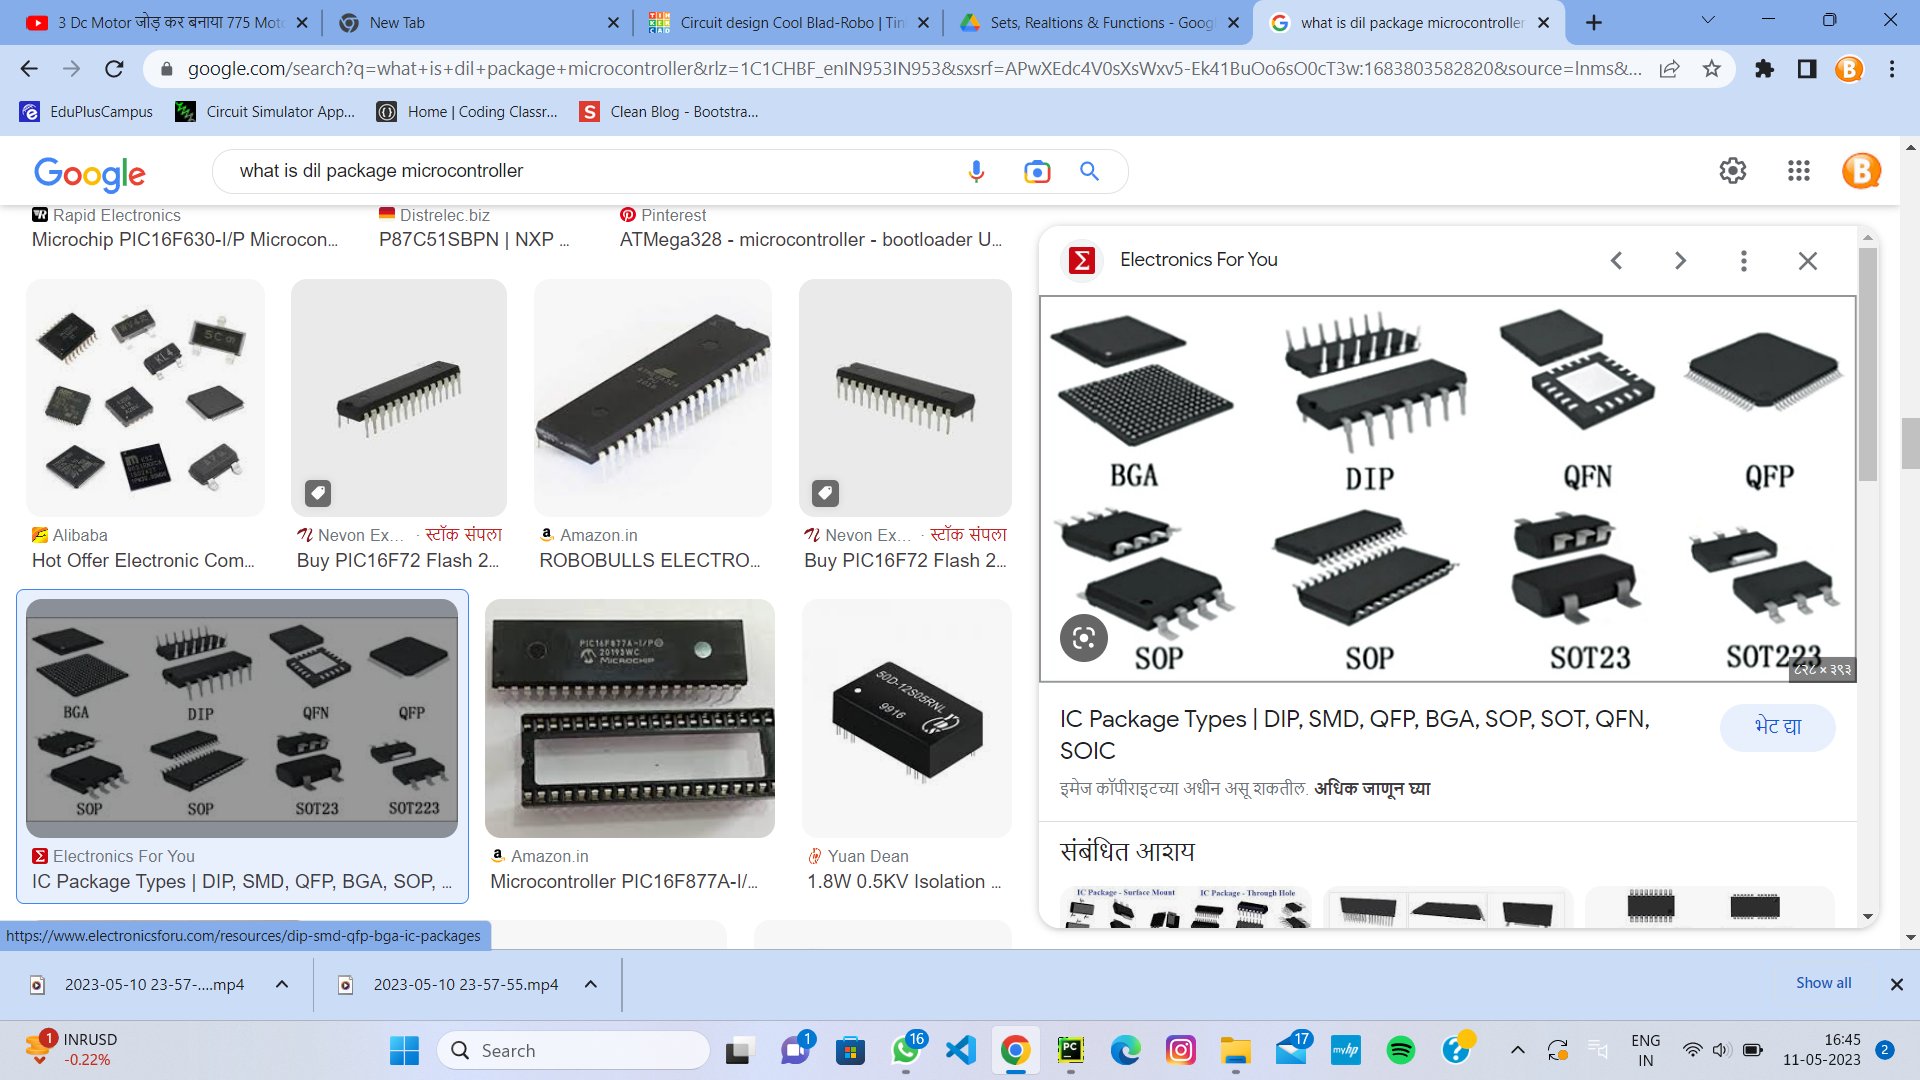 3 Dc Motor जोड़ कर बनाया 775 Moto
New Tab
Circuit design Cool Blad-Robo | Tin
Sets, Realtions & Functions - Goog
what is dil package microcontroller
google.com/search?q=what+is+dil+package+microcontroller&rlz=1C1CHBF_enIN953IN953&sxsrf=APwXEdc4V0sXsWxv5-Ek41BuOo6sO0cT3w:1683803582820&source=lnms&...
EduPlusCampus
Circuit Simulator App...
Home | Coding Classr...
Clean Blog - Bootstra...
Google
what is dil package microcontroller
Rapid Electronics
Microchip PIC16F630-I/P Microcon...
Distrelec.biz
P87C51SBPN | NXP ...
Pinterest
ATMega328 - microcontroller - bootloader U...
Alibaba
Hot Offer Electronic Com...
Nevon Ex... · स्टॉक संपला
Buy PIC16F72 Flash 2...
Amazon.in
ROBOBULLS ELECTRO...
Nevon Ex... · स्टॉक संपला
Buy PIC16F72 Flash 2...
BGA
DIP
QFN
QFP
SOP
SOP
SOT23
SOT223
Electronics For You
IC Package Types | DIP, SMD, QFP, BGA, SOP, ...
PIC16F877A-I/P
20193WC
MICROCHIP
Amazon.in
Microcontroller PIC16F877A-I/...
50D-12S05RNL
9916
Yuan Dean
1.8W 0.5KV Isolation ...
Electronics For You
BGA
DIP
QFN
QFP
SOP
SOP
SOT23
SOT223
८२८ × ३९३
IC Package Types | DIP, SMD, QFP, BGA, SOP, SOT, QFN,
SOIC
भेट द्या
इमेज कॉपीराइटच्या अधीन असू शकतील. अधिक जाणून घ्या
संबंधित आशय
IC Package - Surface Mount
IC Package - Through Hole
https://www.electronicsforu.com/resources/dip-smd-qfp-bga-ic-packages
2023-05-10 23-57-....mp4
2023-05-10 23-57-55.mp4
Show all
1
INRUSD
-0.22%
Search
1
16
17
ENG
IN
16:45
11-05-2023
2